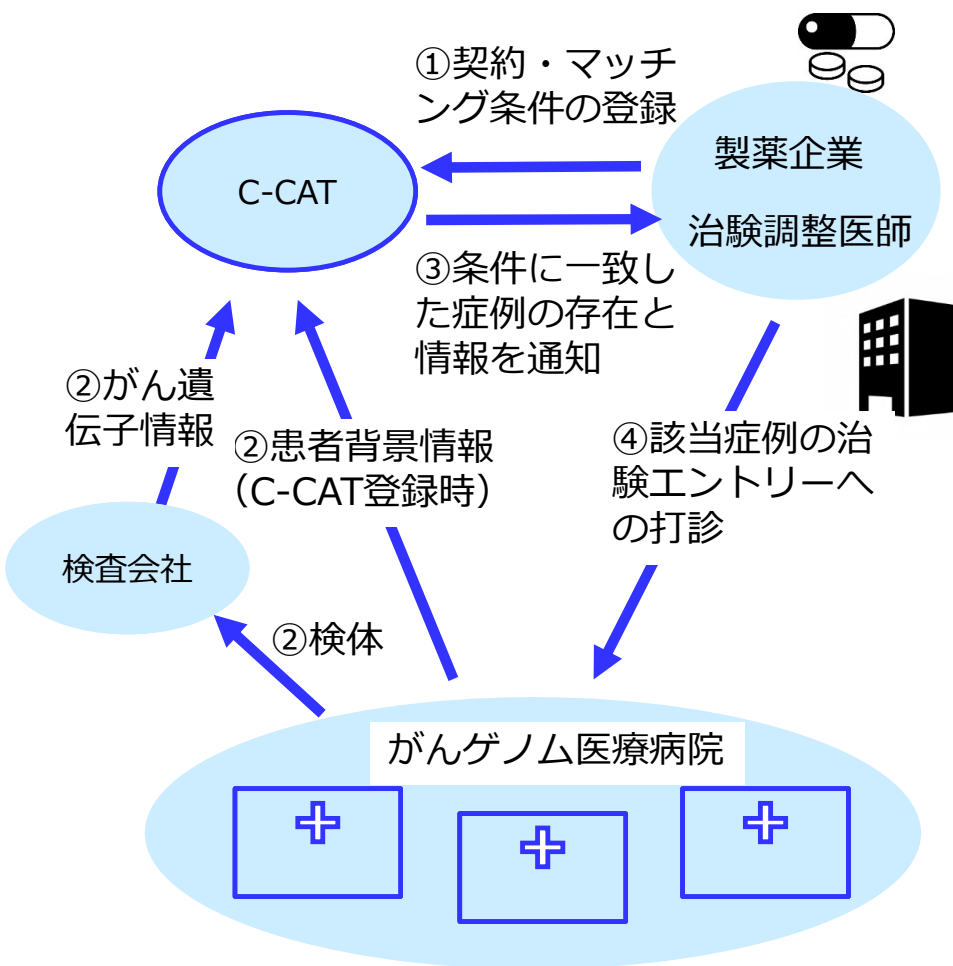 ①契約・マッチ
ング条件の登録
製薬企業
治験調整医師
C-CAT
③条件に一致し
た症例の存在と
情報を通知
②がん遺
伝子情報
②患者背景情報
（C-CAT登録時）
④該当症例の治
験エントリーへ
の打診
検査会社
②検体
がんゲノム医療病院